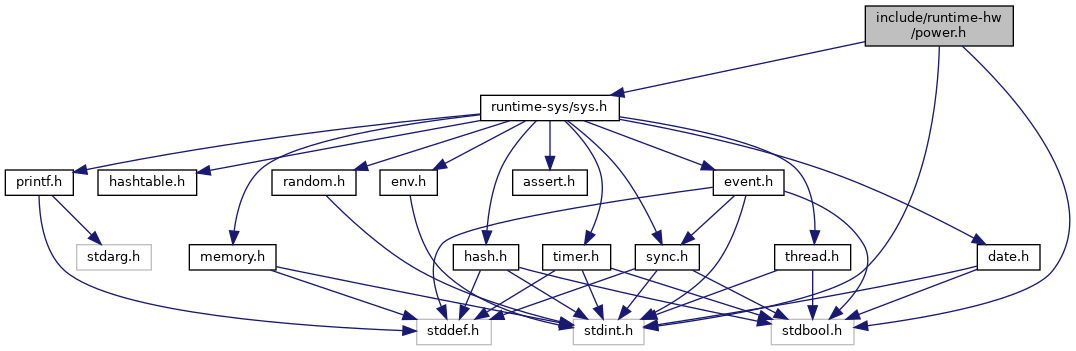 include/runtime-hw
/power.h
runtime-sys/sys.h
printf.h
hashtable.h
random.h
env.h
assert.h
event.h
stdarg.h
memory.h
hash.h
timer.h
sync.h
thread.h
date.h
stddef.h
stdint.h
stdbool.h